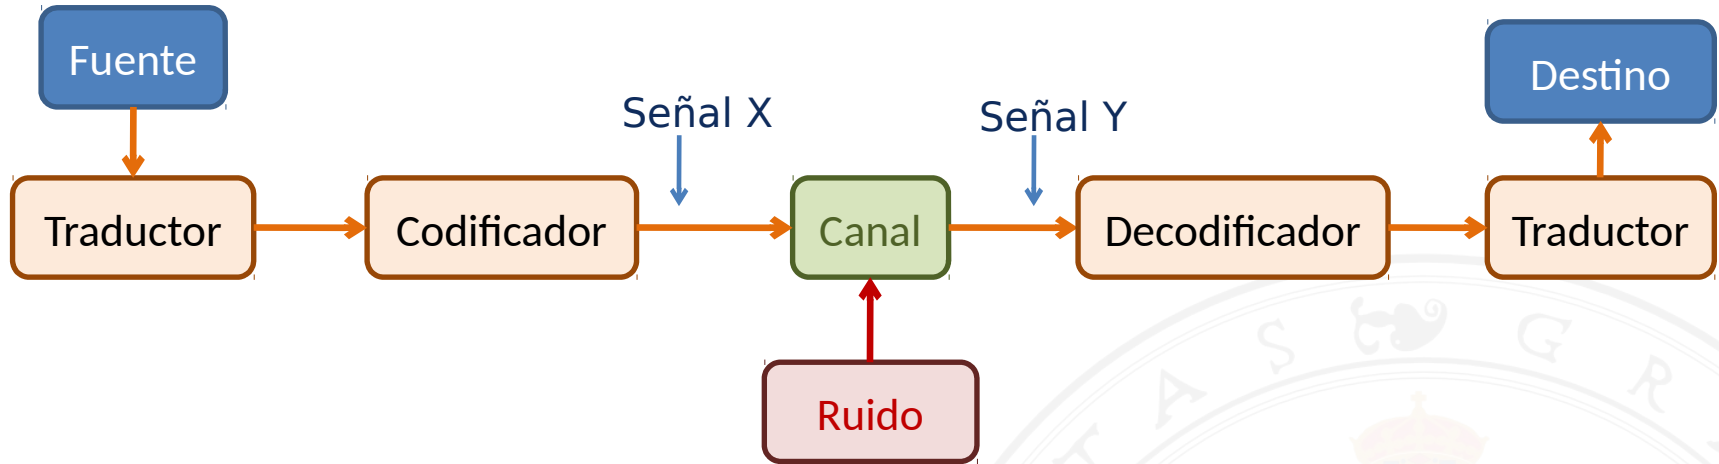 Fuente
Destino
Señal X
Señal Y
Traductor
Codificador
Canal
Decodificador
Traductor
Ruido
T A S G R